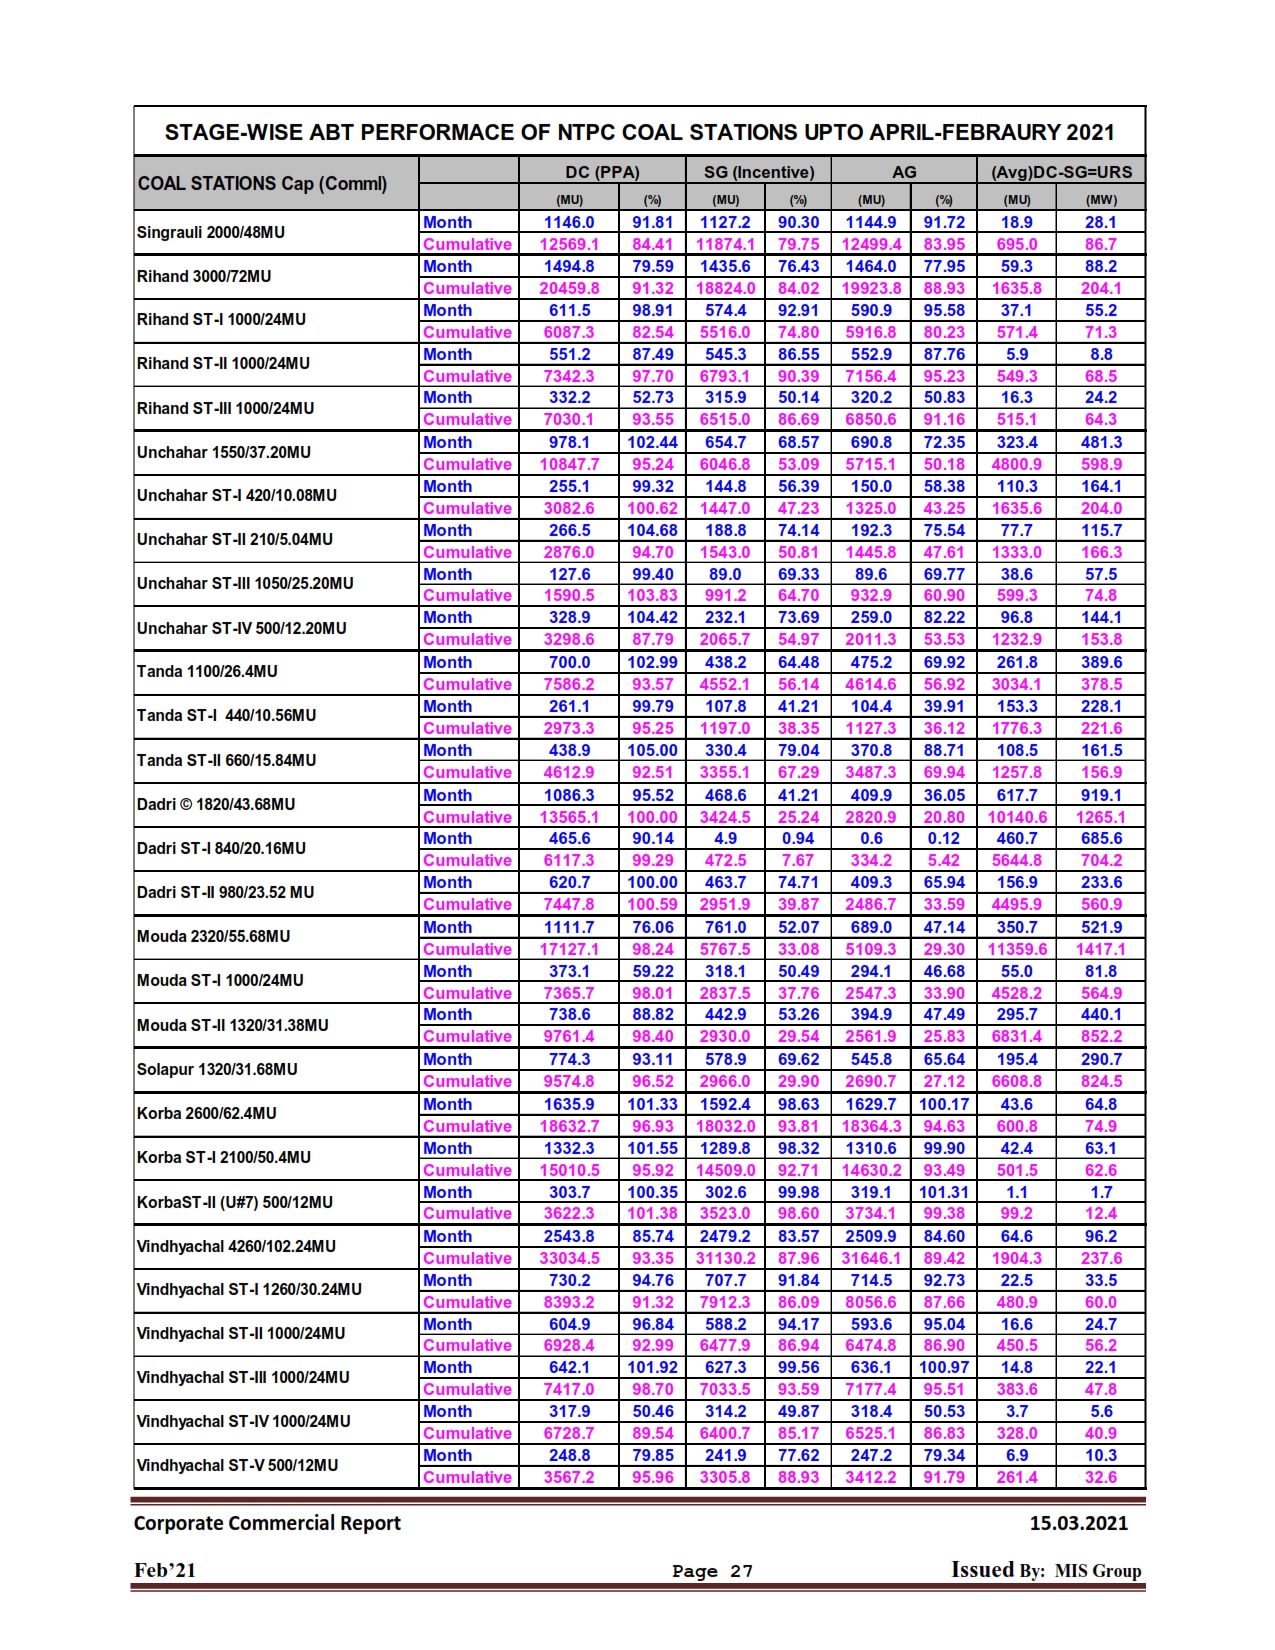 STAGE-WISE ABT PERFORMACE OF NTPC COAL STATIONS UPTO APRIL-FEBRAURY 2021
COAL STATIONS Cap (Comml) DC (PPA) SG (Incentive) AG (Avg)DC-SG=URS
(MU) (%) (MU) (%) (MU) (%) (MU) (MW)
Singrauli 2000/48MU
Month 1146.0 91.81 1127.2 90.30 1144.9 91.72 18.9 28.1
Cumulative 12569.1 84.41 11874.1 79.75 12499.4 83.95 695.0 86.7
Rihand 3000/72MU
Month 1494.8 79.59 1435.6 76.43 1464.0 77.95 59.3 88.2
Cumulative 20459.8 91.32 18824.0 84.02 19923.8 88.93 1635.8 204.1
Rihand ST-I 1000/24MU
Month 611.5 98.91 574.4 92.91 590.9 95.58 37.1 55.2
Cumulative 6087.3 82.54 5516.0 74.80 5916.8 80.23 571.4 71.3
Rihand ST-II 1000/24MU
Month 551.2 87.49 545.3 86.55 552.9 87.76 5.9 8.8
Cumulative 7342.3 97.70 6793.1 90.39 7156.4 95.23 549.3 68.5
Rihand ST-III 1000/24MU
Month 332.2 52.73 315.9 50.14 320.2 50.83 16.3 24.2
Cumulative 7030.1 93.55 6515.0 86.69 6850.6 91.16 515.1 64.3
Unchahar 1550/37.20MU
Month 978.1 102.44 654.7 68.57 690.8 72.35 323.4 481.3
Cumulative 10847.7 95.24 6046.8 53.09 5715.1 50.18 4800.9 598.9
Unchahar ST-I 420/10.08MU
Month 255.1 99.32 144.8 56.39 150.0 58.38 110.3 164.1
Cumulative 3082.6 100.62 1447.0 47.23 1325.0 43.25 1635.6 204.0
Unchahar ST-II 210/5.04MU
Month 266.5 104.68 188.8 74.14 192.3 75.54 77.7 115.7
Cumulative 2876.0 94.70 1543.0 50.81 1445.8 47.61 1333.0 166.3
Unchahar ST-III 1050/25.20MU
Month 127.6 99.40 89.0 69.33 89.6 69.77 38.6 57.5
Cumulative 1590.5 103.83 991.2 64.70 932.9 60.90 599.3 74.8
Unchahar ST-IV 500/12.20MU
Month 328.9 104.42 232.1 73.69 259.0 82.22 96.8 144.1
Cumulative 3298.6 87.79 2065.7 54.97 2011.3 53.53 1232.9 153.8
Tanda 1100/26.4MU
Month 700.0 102.99 438.2 64.48 475.2 69.92 261.8 389.6
Cumulative 7586.2 93.57 4552.1 56.14 4614.6 56.92 3034.1 378.5
Tanda ST-I 440/10.56MU
Month 261.1 99.79 107.8 41.21 104.4 39.91 153.3 228.1
Cumulative 2973.3 95.25 1197.0 38.35 1127.3 36.12 1776.3 221.6
Tanda ST-II 660/15.84MU
Month 438.9 105.00 330.4 79.04 370.8 88.71 108.5 161.5
Cumulative 4612.9 92.51 3355.1 67.29 3487.3 69.94 1257.8 156.9
Dadri © 1820/43.68MU
Month 1086.3 95.52 468.6 41.21 409.9 36.05 617.7 919.1
Cumulative 13565.1 100.00 3424.5 25.24 2820.9 20.80 10140.6 1265.1
Dadri ST-I 840/20.16MU
Month 465.6 90.14 4.9 0.94 0.6 0.12 460.7 685.6
Cumulative 6117.3 99.29 472.5 7.67 334.2 5.42 5644.8 704.2
Dadri ST-II 980/23.52 MU
Month 620.7 100.00 463.7 74.71 409.3 65.94 156.9 233.6
Cumulative 7447.8 100.59 2951.9 39.87 2486.7 33.59 4495.9 560.9
Mouda 2320/55.68MU
Month 1111.7 76.06 761.0 52.07 689.0 47.14 350.7 521.9
Cumulative 17127.1 98.24 5767.5 33.08 5109.3 29.30 11359.6 1417.1
Mouda ST-I 1000/24MU
Month 373.1 59.22 318.1 50.49 294.1 46.68 55.0 81.8
Cumulative 7365.7 98.01 2837.5 37.76 2547.3 33.90 4528.2 564.9
Mouda ST-II 1320/31.38MU
Month 738.6 88.82 442.9 53.26 394.9 47.49 295.7 440.1
Cumulative 9761.4 98.40 2930.0 29.54 2561.9 25.83 6831.4 852.2
Solapur 1320/31.68MU
Month 774.3 93.11 578.9 69.62 545.8 65.64 195.4 290.7
Cumulative 9574.8 96.52 2966.0 29.90 2690.7 27.12 6608.8 824.5
Korba 2600/62.4MU
Month 1635.9 101.33 1592.4 98.63 1629.7 100.17 43.6 64.8
Cumulative 18632.7 96.93 18032.0 93.81 18364.3 94.63 600.8 74.9
Korba ST-I 2100/50.4MU
Month 1332.3 101.55 1289.8 98.32 1310.6 99.90 42.4 63.1
Cumulative 15010.5 95.92 14509.0 92.71 14630.2 93.49 501.5 62.6
KorbaST-II (U#7) 500/12MU
Month 303.7 100.35 302.6 99.98 319.1 101.31 1.1 1.7
Cumulative 3622.3 101.38 3523.0 98.60 3734.1 99.38 99.2 12.4
Vindhyachal 4260/102.24MU
Month 2543.8 85.74 2479.2 83.57 2509.9 84.60 64.6 96.2
Cumulative 33034.5 93.35 31130.2 87.96 31646.1 89.42 1904.3 237.6
Vindhyachal ST-I 1260/30.24MU
Month 730.2 94.76 707.7 91.84 714.5 92.73 22.5 33.5
Cumulative 8393.2 91.32 7912.3 86.09 8056.6 87.66 480.9 60.0
Vindhyachal ST-II 1000/24MU
Month 604.9 96.84 588.2 94.17 593.6 95.04 16.6 24.7
Cumulative 6928.4 92.99 6477.9 86.94 6474.8 86.90 450.5 56.2
Vindhyachal ST-III 1000/24MU
Month 642.1 101.92 627.3 99.56 636.1 100.97 14.8 22.1
Cumulative 7417.0 98.70 7033.5 93.59 7177.4 95.51 383.6 47.8
Vindhyachal ST-IV 1000/24MU
Month 317.9 50.46 314.2 49.87 318.4 50.53 3.7 5.6
Cumulative 6728.7 89.54 6400.7 85.17 6525.1 86.83 328.0 40.9
Vindhyachal ST-V 500/12MU
Month 248.8 79.85 241.9 77.62 247.2 79.34 6.9 10.3
Cumulative 3567.2 95.96 3305.8 88.93 3412.2 91.79 261.4 32.6
Corporate Commercial Report 15.03.2021
Feb’21 Page 27 Issued By: MIS Group